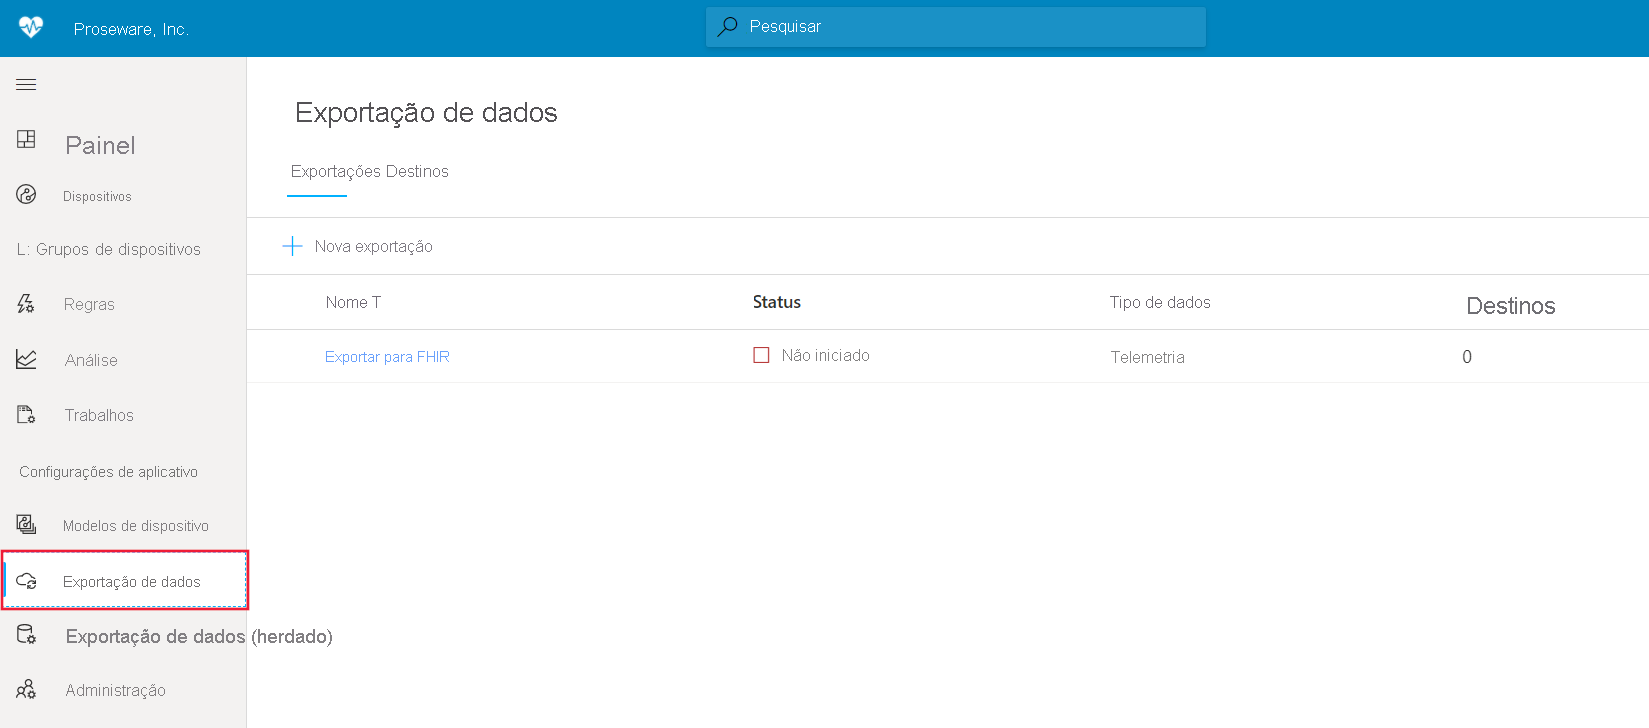 Proseware, Inc.
Pesquisar
Painel
Dispositivos
L: Grupos de dispositivos
Regras
Análise
Trabalhos
Configurações de aplicativo
Modelos de dispositivo
Exportação de dados
Exportação de dados (herdado)
Administração
Exportação de dados
Exportações Destinos
Nova exportação
Nome T Status Tipo de dados Destinos
Exportar para FHIR Não iniciado Telemetria 0